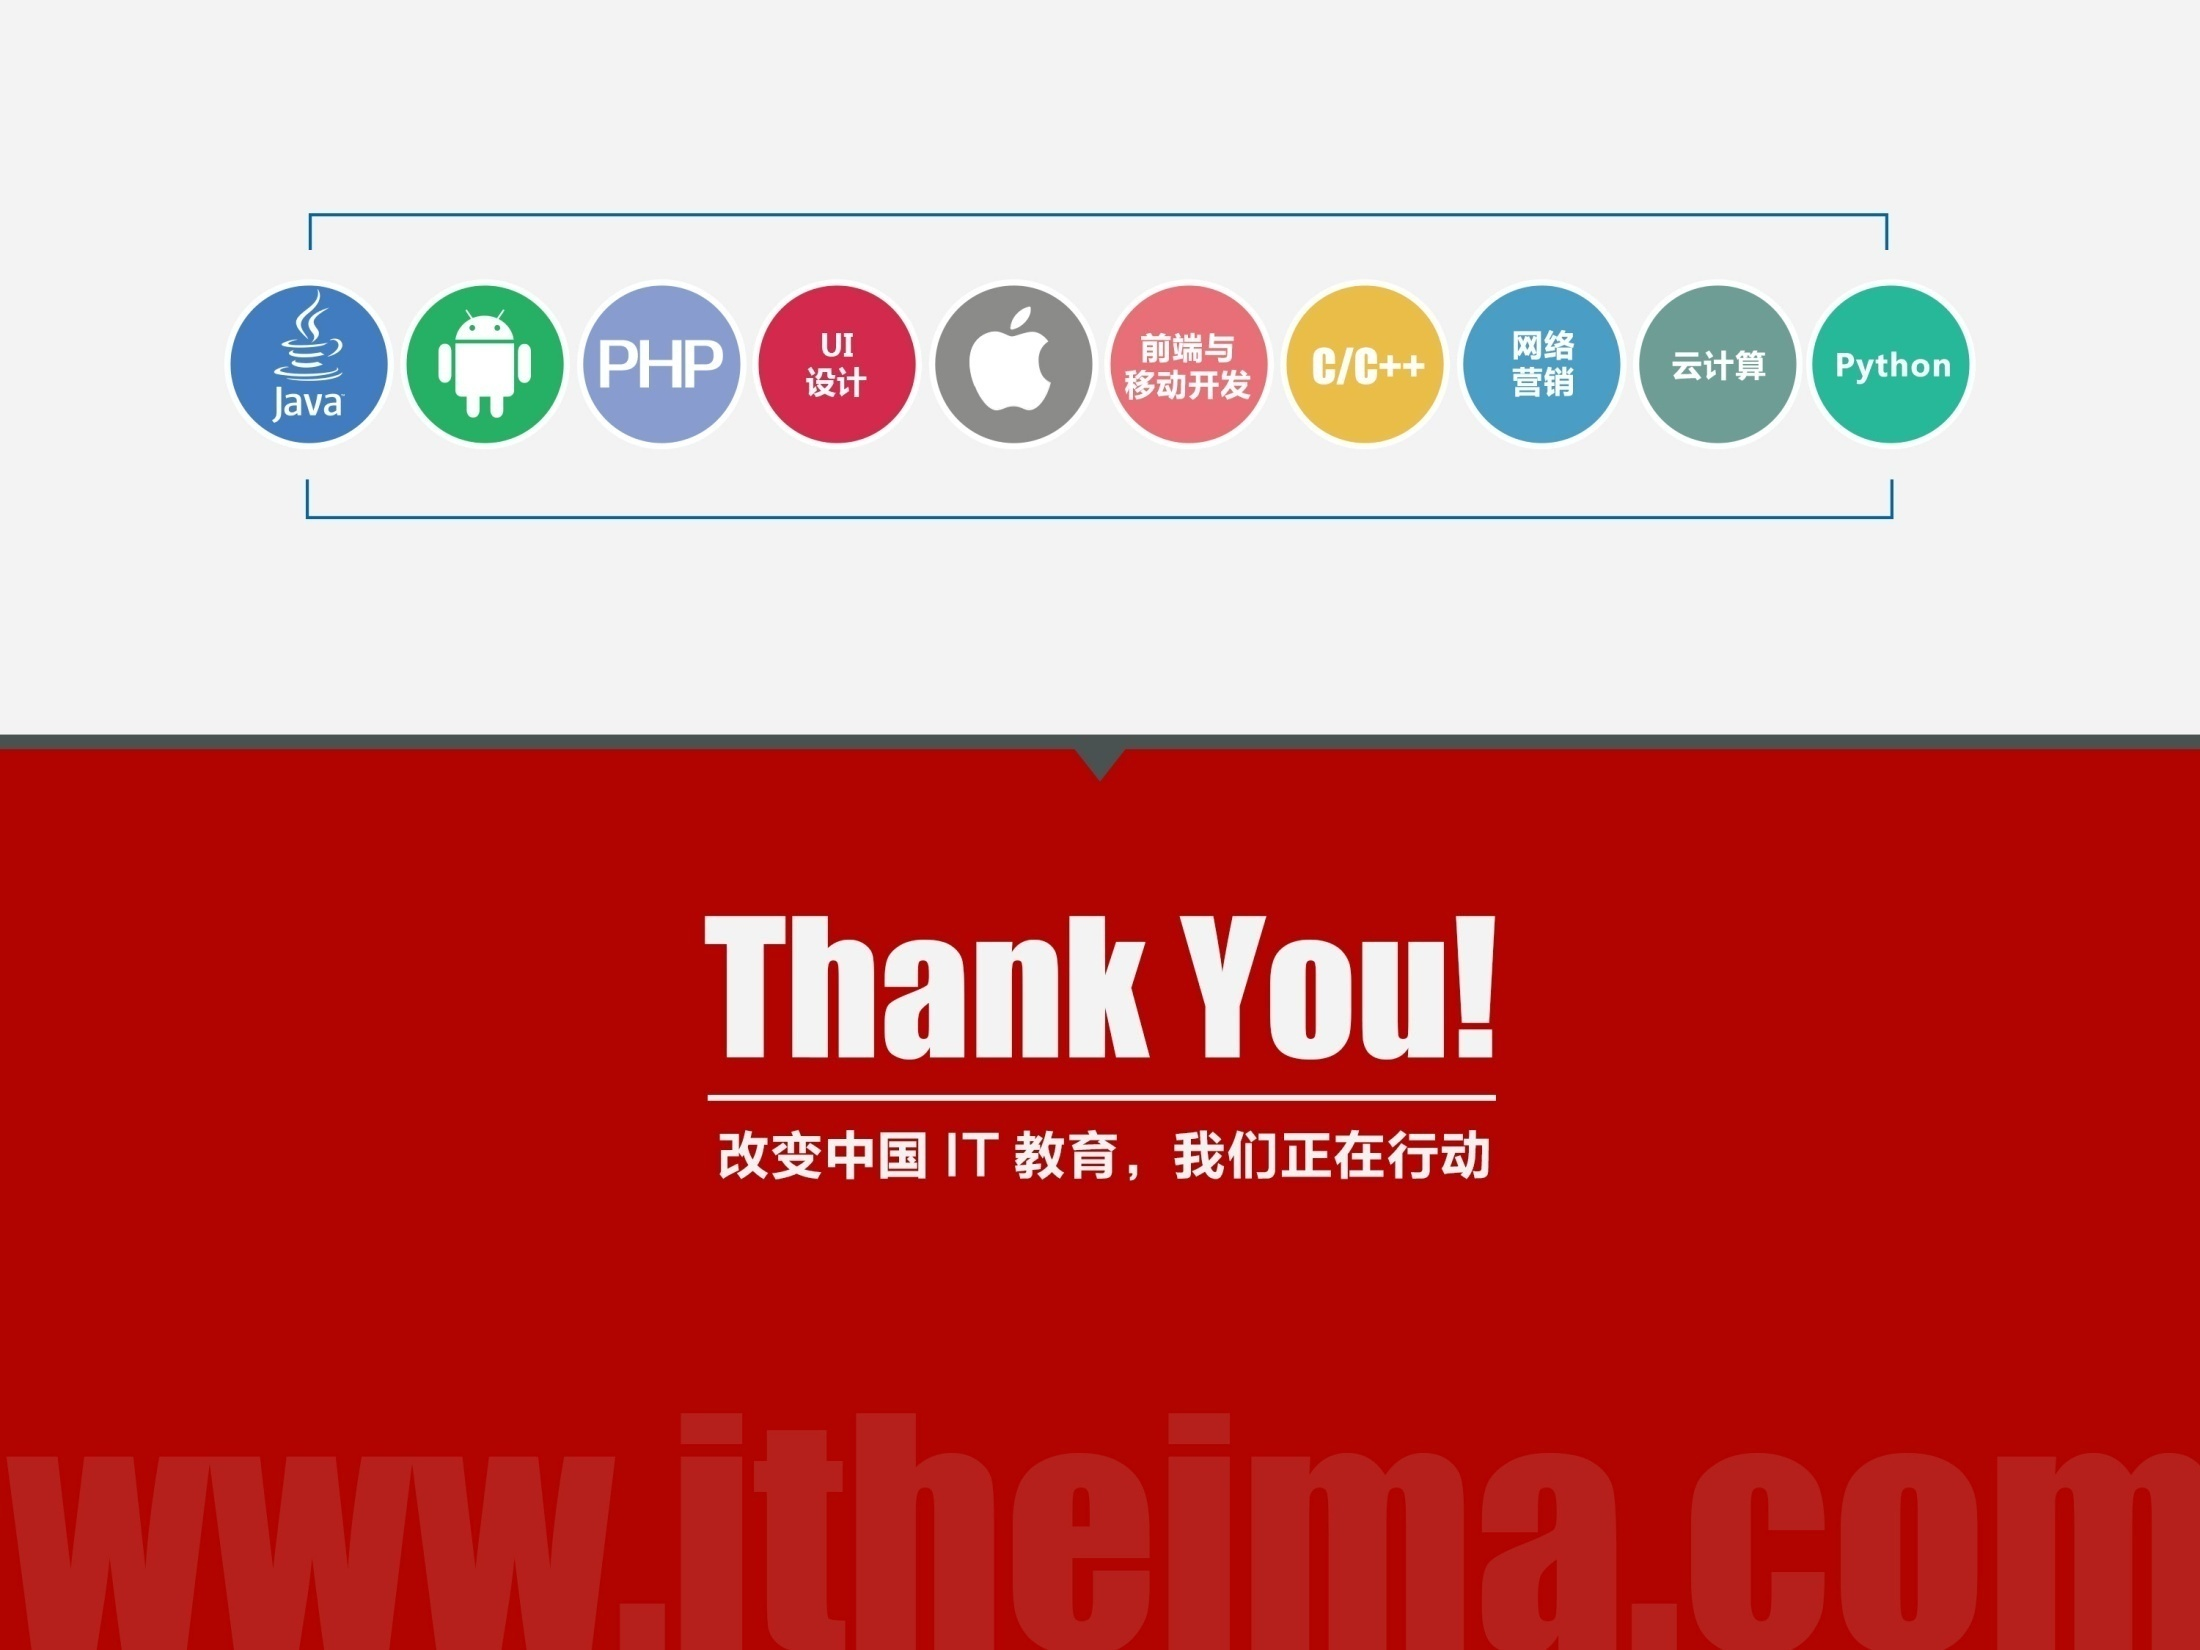 Java
PHP
UI
设计
前端与
移动开发
C/C++
网络
营销
云计算
Python
Thank You!
改变中国 IT 教育，我们正在行动
www.itheima.com